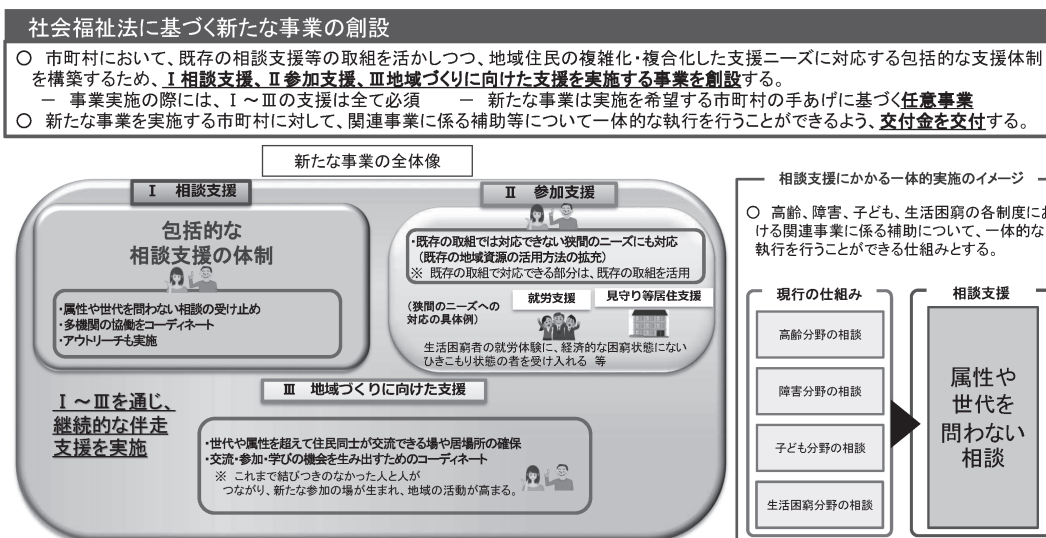 社会福祉法に基づく新たな事業の創設
○ 市町村において、既存の相談支援等の取組を活かしつつ、地域住民の複雑化・複合化した支援ニーズに対応する包括的な支援体制
を構築するため、Ⅰ相談支援、Ⅱ参加支援、Ⅲ地域づくりに向けた支援を実施する事業を創設する。
－ 事業実施の際には、Ⅰ～Ⅲの支援は全て必須 － 新たな事業は実施を希望する市町村の手あげに基づく任意事業
○ 新たな事業を実施する市町村に対して、関連事業に係る補助等について一体的な執行を行うことができるよう、交付金を交付する。
新たな事業の全体像
Ⅰ 相談支援
包括的な
相談支援の体制
・属性や世代を問わない相談の受け止め
・多機関の協働をコーディネート
・アウトリーチも実施
Ⅱ 参加支援
・既存の取組では対応できない狭間のニーズにも対応
(既存の地域資源の活用方法の拡充)
※ 既存の取組で対応できる部分は、既存の取組を活用
(狭間のニーズへの
対応の具体例)
就労支援
見守り等居住支援
生活困窮者の就労体験に、経済的な困窮状態にない
ひきこもり状態の者を受け入れる 等
Ⅰ～Ⅲを通じ、
継続的な伴走
支援を実施
Ⅲ 地域づくりに向けた支援
・世代や属性を超えて住民同士が交流できる場や居場所の確保
・交流・参加・学びの機会を生み出すためのコーディネート
※ これまで結びつきのなかった人と人が
つながり、新たな参加の場が生まれ、地域の活動が高まる。
相談支援にかかる一体的実施のイメージ
○ 高齢、障害、子ども、生活困窮の各制度にお
ける関連事業に係る補助について、一体的な
執行を行うことができる仕組みとする。
現行の仕組み
高齢分野の相談
障害分野の相談
子ども分野の相談
生活困窮分野の相談
相談支援
属性や
世代を
問わない
相談